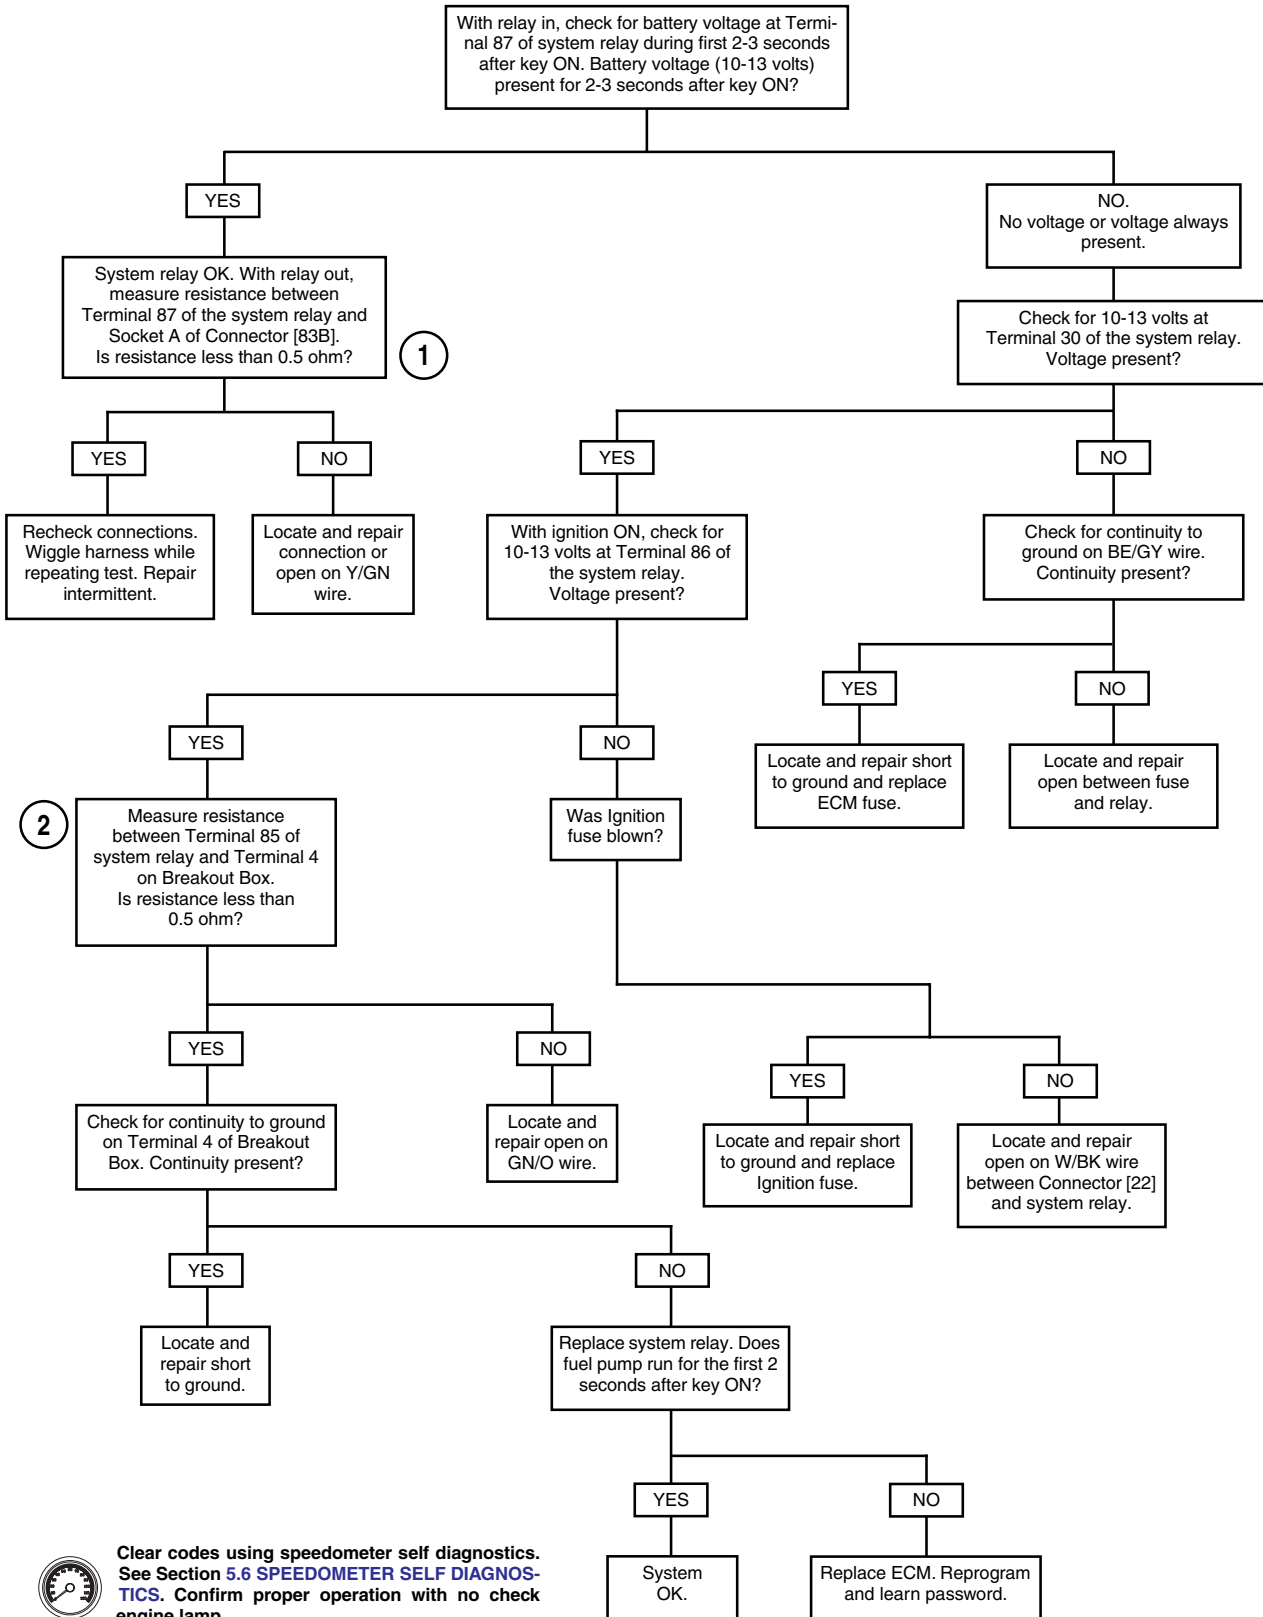 With relay in, check for battery voltage at Termi-
nal 87 of system relay during first 2-3 seconds
after key ON. Battery voltage (10-13 volts)
present for 2-3 seconds after key ON?
YES
NO.
No voltage or voltage always
present.
System relay OK. With relay out,
measure resistance between
Terminal 87 of the system relay and
Socket A of Connector [83B].
Is resistance less than 0.5 ohm?
1
Check for 10-13 volts at
Terminal 30 of the system relay.
Voltage present?
YES
NO
YES
NO
Recheck connections.
Wiggle harness while
repeating test. Repair
intermittent.
Locate and repair
connection or
open on Y/GN
wire.
With ignition ON, check for
10-13 volts at Terminal 86 of
the system relay.
Voltage present?
Check for continuity to
ground on BE/GY wire.
Continuity present?
YES
NO
YES
NO
Locate and repair short
to ground and replace
ECM fuse.
Locate and repair
open between fuse
and relay.
2
Measure resistance
between Terminal 85 of
system relay and Terminal 4
on Breakout Box.
Is resistance less than
0.5 ohm?
Was Ignition
fuse blown?
YES
NO
YES
NO
Check for continuity to ground
on Terminal 4 of Breakout
Box. Continuity present?
Locate and
repair open on
GN/O wire.
Locate and repair short
to ground and replace
Ignition fuse.
Locate and repair
open on W/BK wire
between Connector [22]
and system relay.
YES
NO
Locate and
repair short
to ground.
Replace system relay. Does
fuel pump run for the first 2
seconds after key ON?
YES
NO
System
OK.
Replace ECM. Reprogram
and learn password.
Clear codes using speedometer self diagnostics.
See Section 5.6 SPEEDOMETER SELF DIAGNOS-
TICS. Confirm proper operation with no check
engine lamp